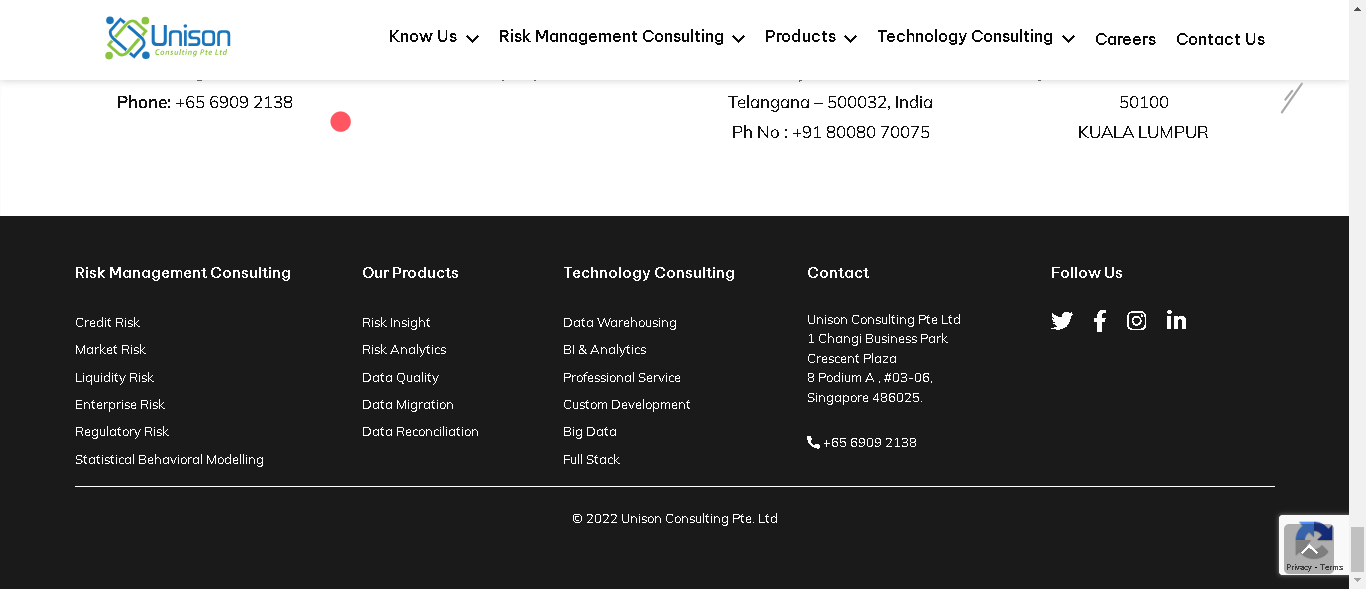 Unison
Consulting Pte Ltd
Know Us
Risk Management Consulting
Products
Technology Consulting
Careers
Contact Us
Phone: +65 6909 2138
Telangana – 500032, India
Ph No : +91 80080 70075
50100
KUALA LUMPUR
Risk Management Consulting
Credit Risk
Market Risk
Liquidity Risk
Enterprise Risk
Regulatory Risk
Statistical Behavioral Modelling
Our Products
Risk Insight
Risk Analytics
Data Quality
Data Migration
Data Reconciliation
Technology Consulting
Data Warehousing
BI & Analytics
Professional Service
Custom Development
Big Data
Full Stack
Contact
Unison Consulting Pte Ltd
1 Changi Business Park
Crescent Plaza
8 Podium A , #03-06,
Singapore 486025.
+65 6909 2138
Follow Us
© 2022 Unison Consulting Pte. Ltd
Privacy - Terms